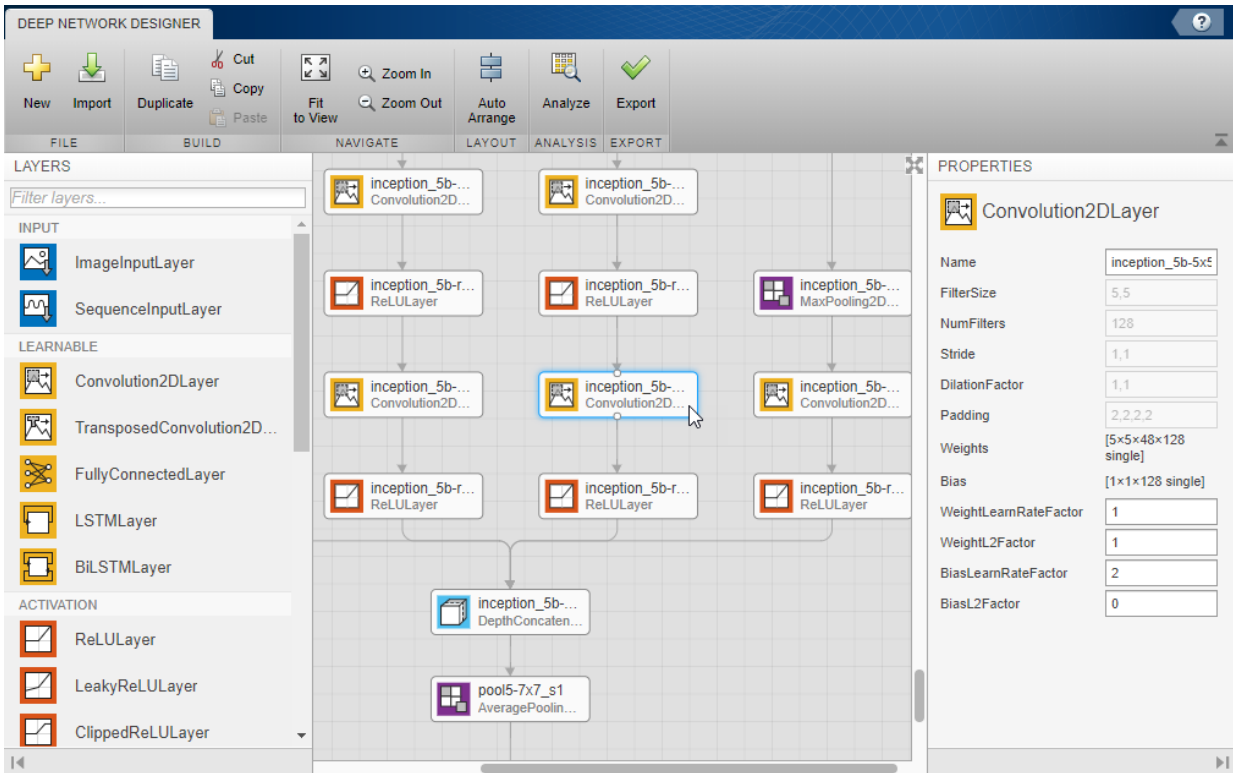 DEEP NETWORK DESIGNER
?
New
Import
Duplicate
Cut
Copy
Paste
Fit
to View
Zoom In
Zoom Out
Auto
Arrange
Analyze
Export
FILE
BUILD
NAVIGATE
LAYOUT
ANALYSIS
EXPORT
LAYERS
Filter layers...
INPUT
ImageInputLayer
SequenceInputLayer
LEARNABLE
Convolution2DLayer
TransposedConvolution2D...
FullyConnectedLayer
LSTMLayer
BiLSTMLayer
ACTIVATION
ReLULayer
LeakyReLULayer
ClippedReLULayer
inception_5b-...
Convolution2D...
inception_5b-...
Convolution2D...
inception_5b-r...
ReLULayer
inception_5b-r...
ReLULayer
inception_5b-...
MaxPooling2D...
inception_5b-...
Convolution2D...
inception_5b-...
Convolution2D...
inception_5b-...
Convolution2D...
inception_5b-r...
ReLULayer
inception_5b-r...
ReLULayer
inception_5b-r...
ReLULayer
inception_5b-...
DepthConcaten...
pool5-7x7_s1
AveragePoolin...
PROPERTIES
Convolution2DLayer
Name inception_5b-5x5
FilterSize 5,5
NumFilters 128
Stride 1,1
DilationFactor 1,1
Padding 2,2,2,2
Weights [5×5×48×128
single]
Bias [1×1×128 single]
WeightLearnRateFactor 1
WeightL2Factor 1
BiasLearnRateFactor 2
BiasL2Factor 0